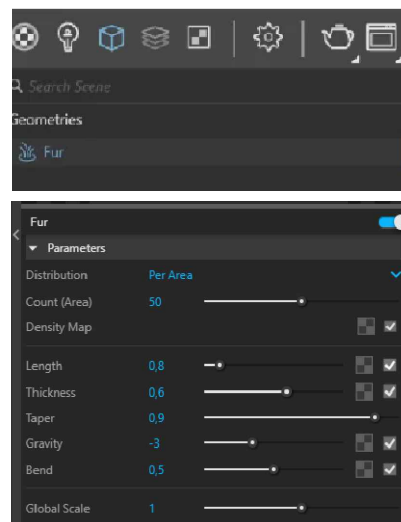 Search Scene
Geometries
Fur
Fur
Parameters
Distribution Per Area
Count (Area) 50
Density Map
Length 0,8
Thickness 0,6
Taper 0,9
Gravity -3
Bend 0,5
Global Scale 1